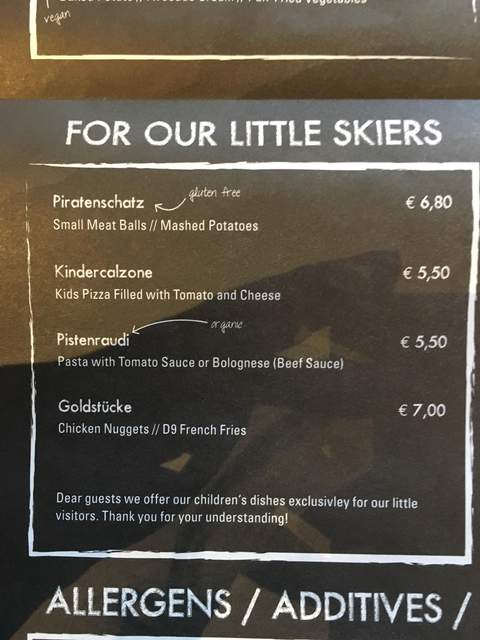 vegan
FOR OUR LITTLE SKIERS
Piratenschatz gluten free € 6,80
Small Meat Balls // Mashed Potatoes
Kindercalzone € 5,50
Kids Pizza Filled with Tomato and Cheese
organic
Pistenraudi € 5,50
Pasta with Tomato Sauce or Bolognese (Beef Sauce)
Goldstücke € 7,00
Chicken Nuggets // D9 French Fries
Dear guests we offer our children's dishes exclusivley for our little
visitors. Thank you for your understanding!
ALLERGENS / ADDITIVES /